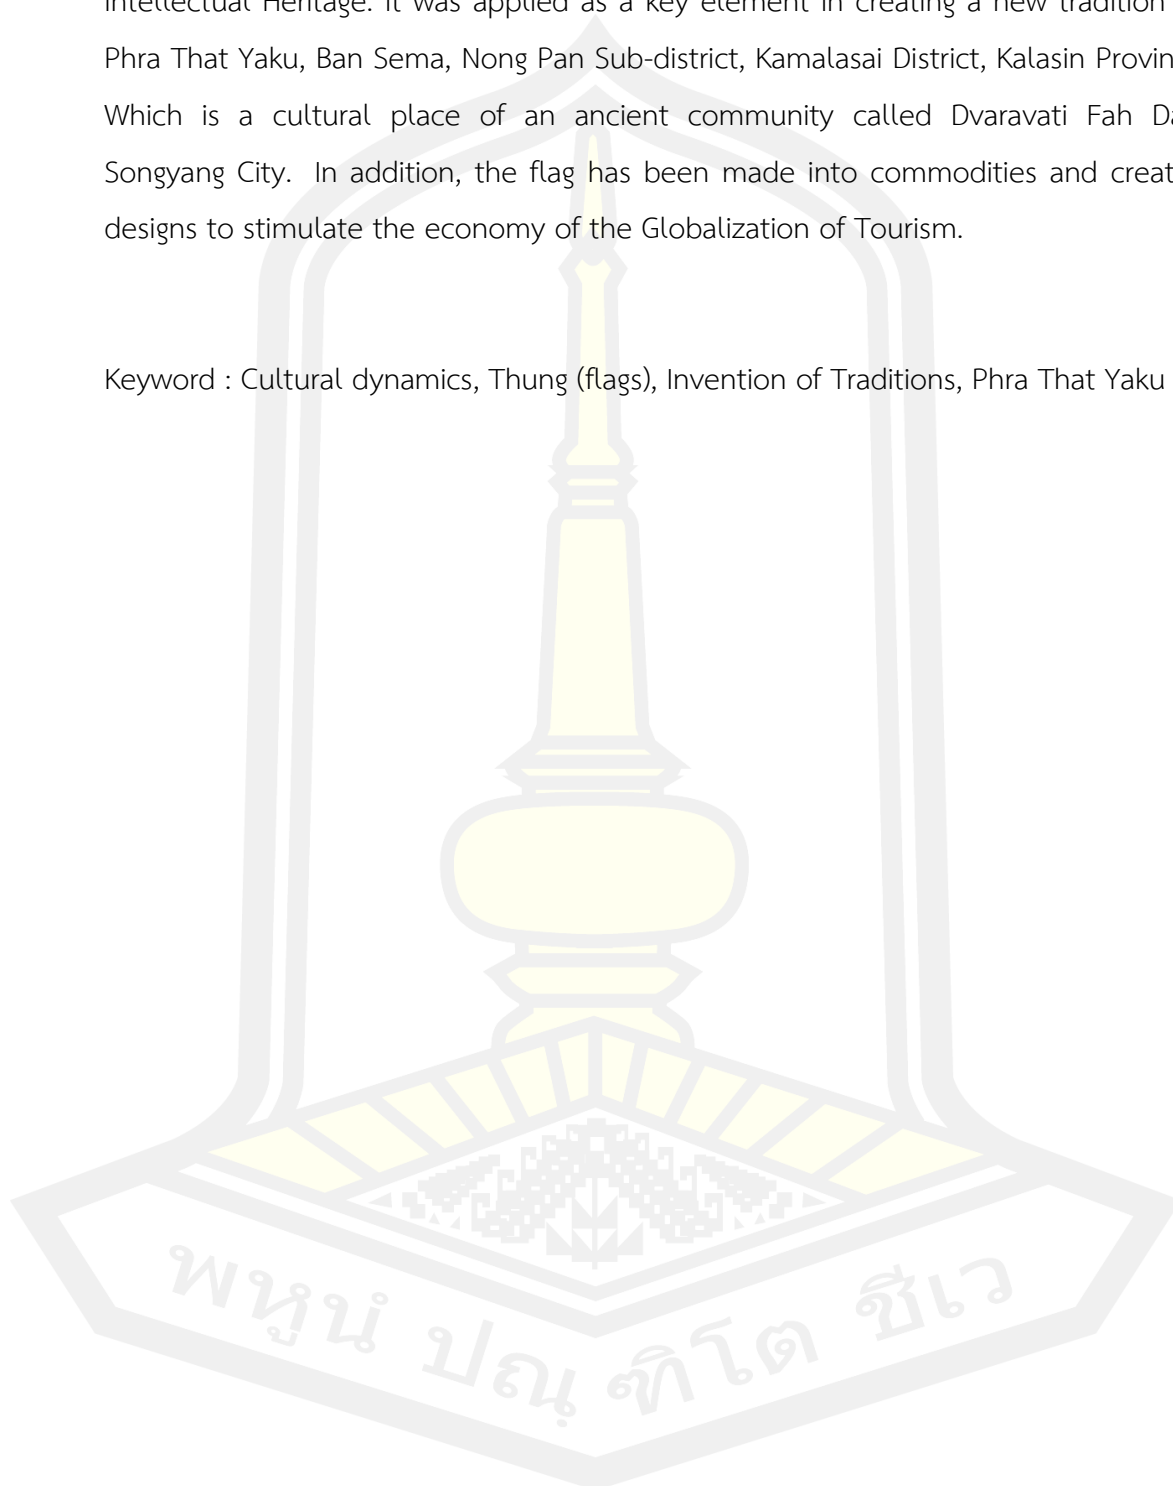 Intellectual Heritage. It was applied as a key element in creating a new tradition
Phra That Yaku, Ban Sema, Nong Pan Sub-district, Kamalasai District, Kalasin
Which is a cultural place of an ancient community called Dvaravati Fah
Songyang City. In addition, the flag has been made into commodities and
designs to stimulate the economy of the Globalization of Tourism.
Keyword : Cultural dynamics, Thung (flags), Invention of Traditions, Phra That Yaku
พหูนํ ปณฺฑิโต ชีเว